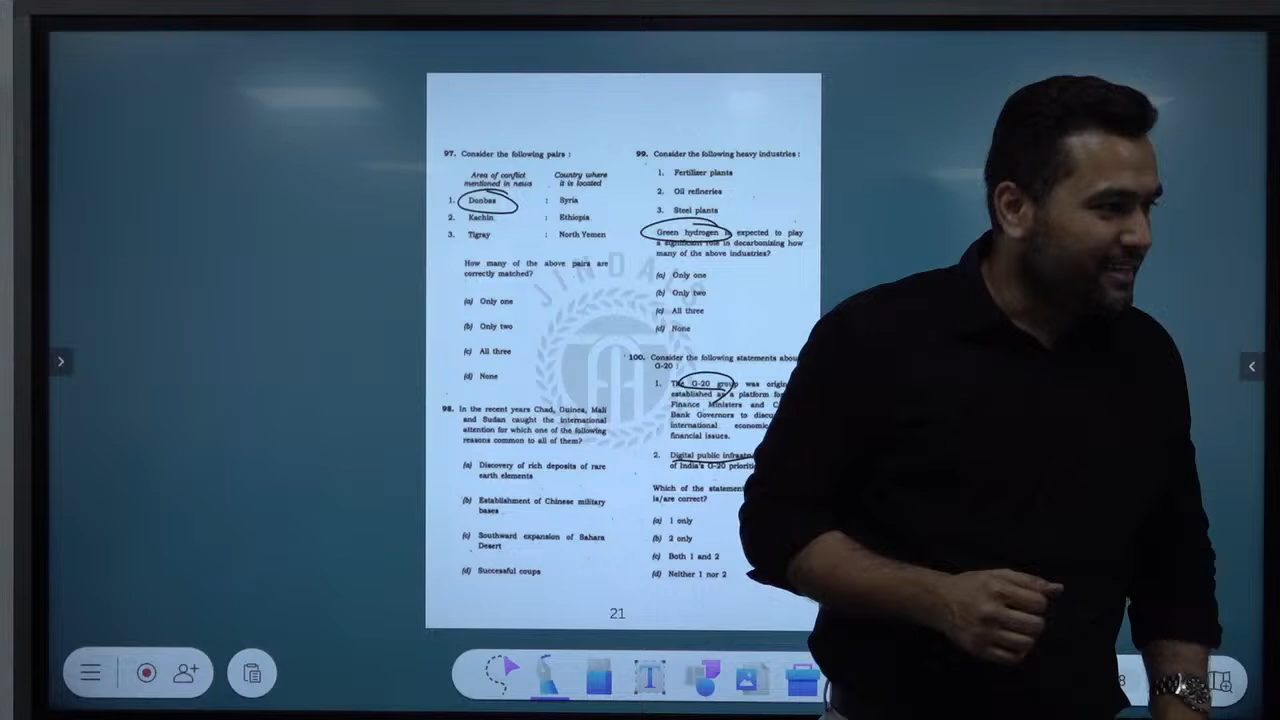 97. Consider the following pairs :
Area of conflict mentioned in news
Country where it is located
1. Donbas : Syria
2. Kachin : Ethiopia
3. Tigray : North Yemen
How many of the above pairs are
correctly matched?
(a) Only one
(b) Only two
(c) All three
(d) None
98. In the recent years Chad, Guinea, Mali
and Sudan caught the international
attention for which one of the following
reasons common to all of them?
(a) Discovery of rich deposits of rare
earth elements
(b) Establishment of Chinese military
bases
(c) Southward expansion of Sahara
Desert
(d) Successful coups
99. Consider the following heavy industries :
1. Fertilizer plants
2. Oil refineries
3. Steel plants
Green hydrogen is expected to play
a significant role in decarbonizing how
many of the above industries?
(a) Only one
(b) Only two
(c) All three
(d) None
100. Consider the following statements
G-20 :
1. The G-20 group was
established as a platform
Finance Ministers and
Bank Governors to
international economic
financial issues.
2. Digital public
of India's G-20
Which of the
is/are correct?
(a) 1 only
(b) 2 only
(c) Both 1 and 2
(d) Neither 1 nor 2
JINDAL'S
21
T
8